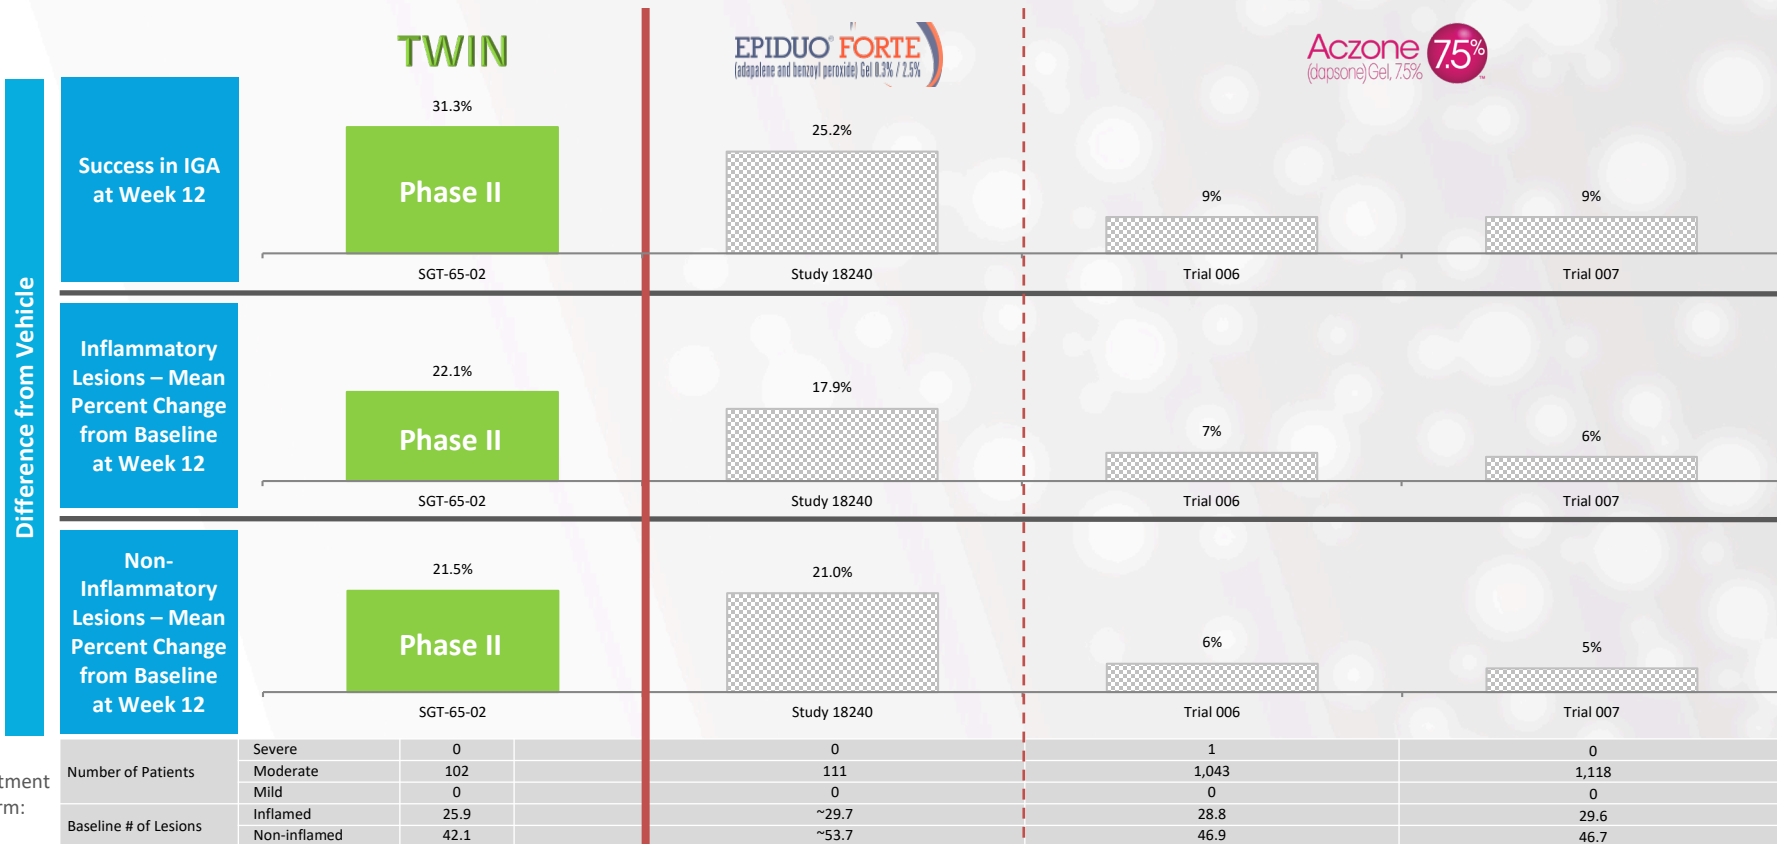 TWIN
EPIDUO® FORTE
(adapalene and benzoyl peroxide) Gel 0.3% / 2.5%
Aczone 7.5%
(dapsone) Gel, 7.5%
Difference from Vehicle
Success in IGA
at Week 12
31.3%
25.2%
9%
9%
Phase II
SGT-65-02
Study 18240
Trial 006
Trial 007
Inflammatory
Lesions – Mean
Percent Change
from Baseline
at Week 12
22.1%
17.9%
7%
6%
Phase II
SGT-65-02
Study 18240
Trial 006
Trial 007
Non-
Inflammatory
Lesions – Mean
Percent Change
from Baseline
at Week 12
21.5%
21.0%
6%
5%
Phase II
SGT-65-02
Study 18240
Trial 006
Trial 007
tment
rm:
Number of Patients
Severe 0 0 1 0
Moderate 102 111 1,043 1,118
Mild 0 0 0 0
Baseline # of Lesions
Inflamed 25.9 ~29.7 28.8 29.6
Non-inflamed 42.1 ~53.7 46.9 46.7